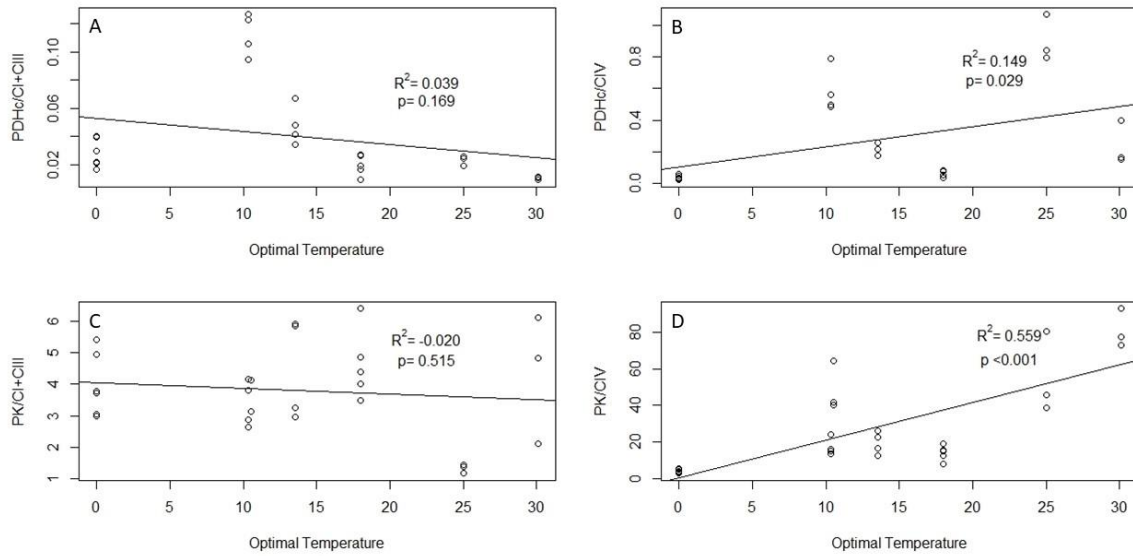 A
PDHc/CI+CIII
0.10
0.06
0.02
R²= 0.039
p= 0.169
0 5 10 15 20 25 30
Optimal Temperature
B
PDHc/CIV
0.8
0.4
0.0
R²= 0.149
p= 0.029
0 5 10 15 20 25 30
Optimal Temperature
C
PK/CI+CIII
6
5
4
3
2
1
R²= -0.020
p= 0.515
0 5 10 15 20 25 30
Optimal Temperature
D
PK/CIV
80
60
40
20
0
R²= 0.559
p <0.001
0 5 10 15 20 25 30
Optimal Temperature